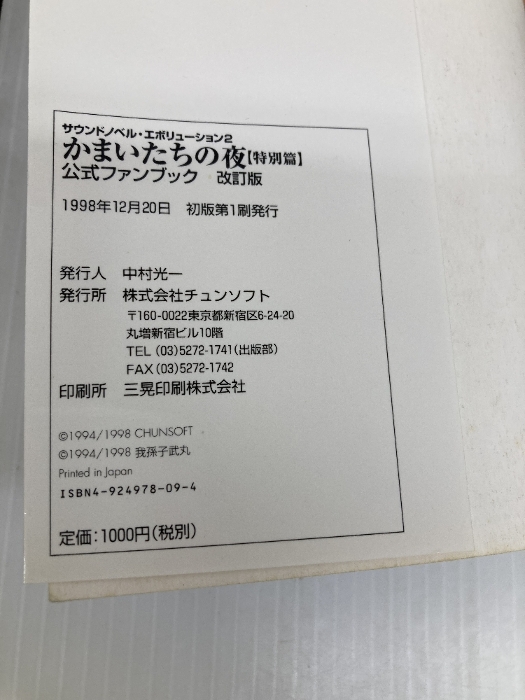 サウンドノベル・エボリューション2
かまいたちの夜【特別篇】
公式ファンブック 改訂版
1998年12月20日 初版第1刷発行
発行人 中村光一
発行所 株式会社チュンソフト
〒160-0022東京都新宿区6-24-20
丸増新宿ビル10階
TEL (03)5272-1741(出版部)
FAX (03)5272-1742
印刷所 三晃印刷株式会社
©1994/1998 CHUNSOFT
©1994/1998 我孫子武丸
Printed in Japan
ISBN4-924978-09-4
定価:1000円(税別)